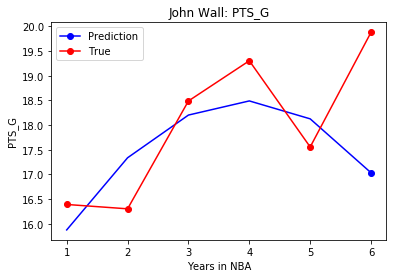 John Wall: PTS_G
Prediction
True
20.0
19.5
19.0
18.5
18.0
17.5
17.0
16.5
16.0
PTS_G
1 2 3 4 5 6
Years in NBA